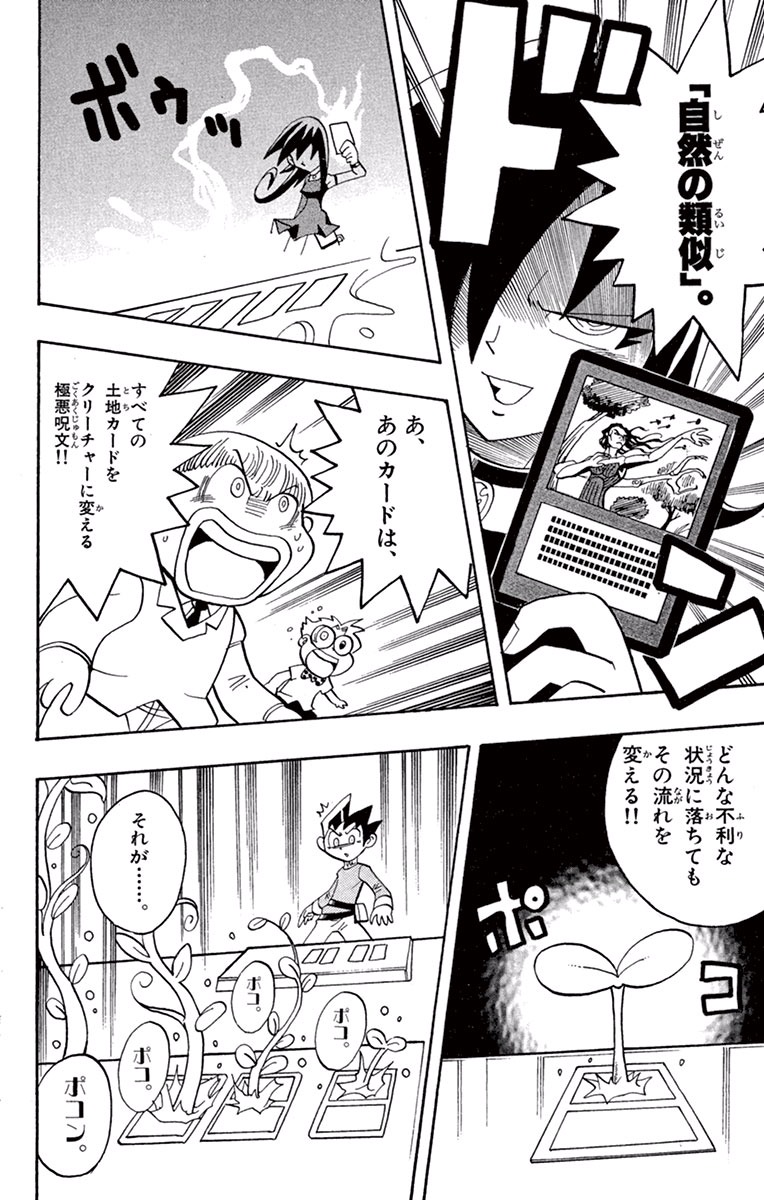 「自然の類似」。
ドンッ
ボゥッ
あ、
あのカードは、
すべての
土地カードを
クリーチャーに変える
極悪呪文!!
どんな不利な
状況に落ちても
その流れを
変える!!
ポコ
それが……。
ポコ。
ポコ。
ポコ。
ポコン。